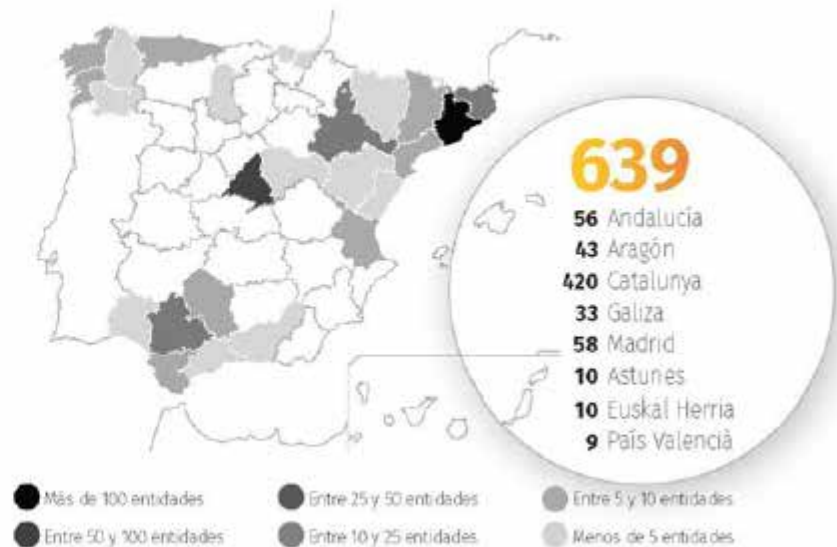 639
56 Andalucía
43 Aragón
420 Catalunya
33 Galiza
58 Madrid
10 Astunes
10 Euskal Herria
9 País Valencià
Más de 100 entidades
Entre 25 y 50 entidades
Entre 5 y 10 entidades
Entre 50 y 100 entidades
Entre 10 y 25 entidades
Menos de 5 entidades